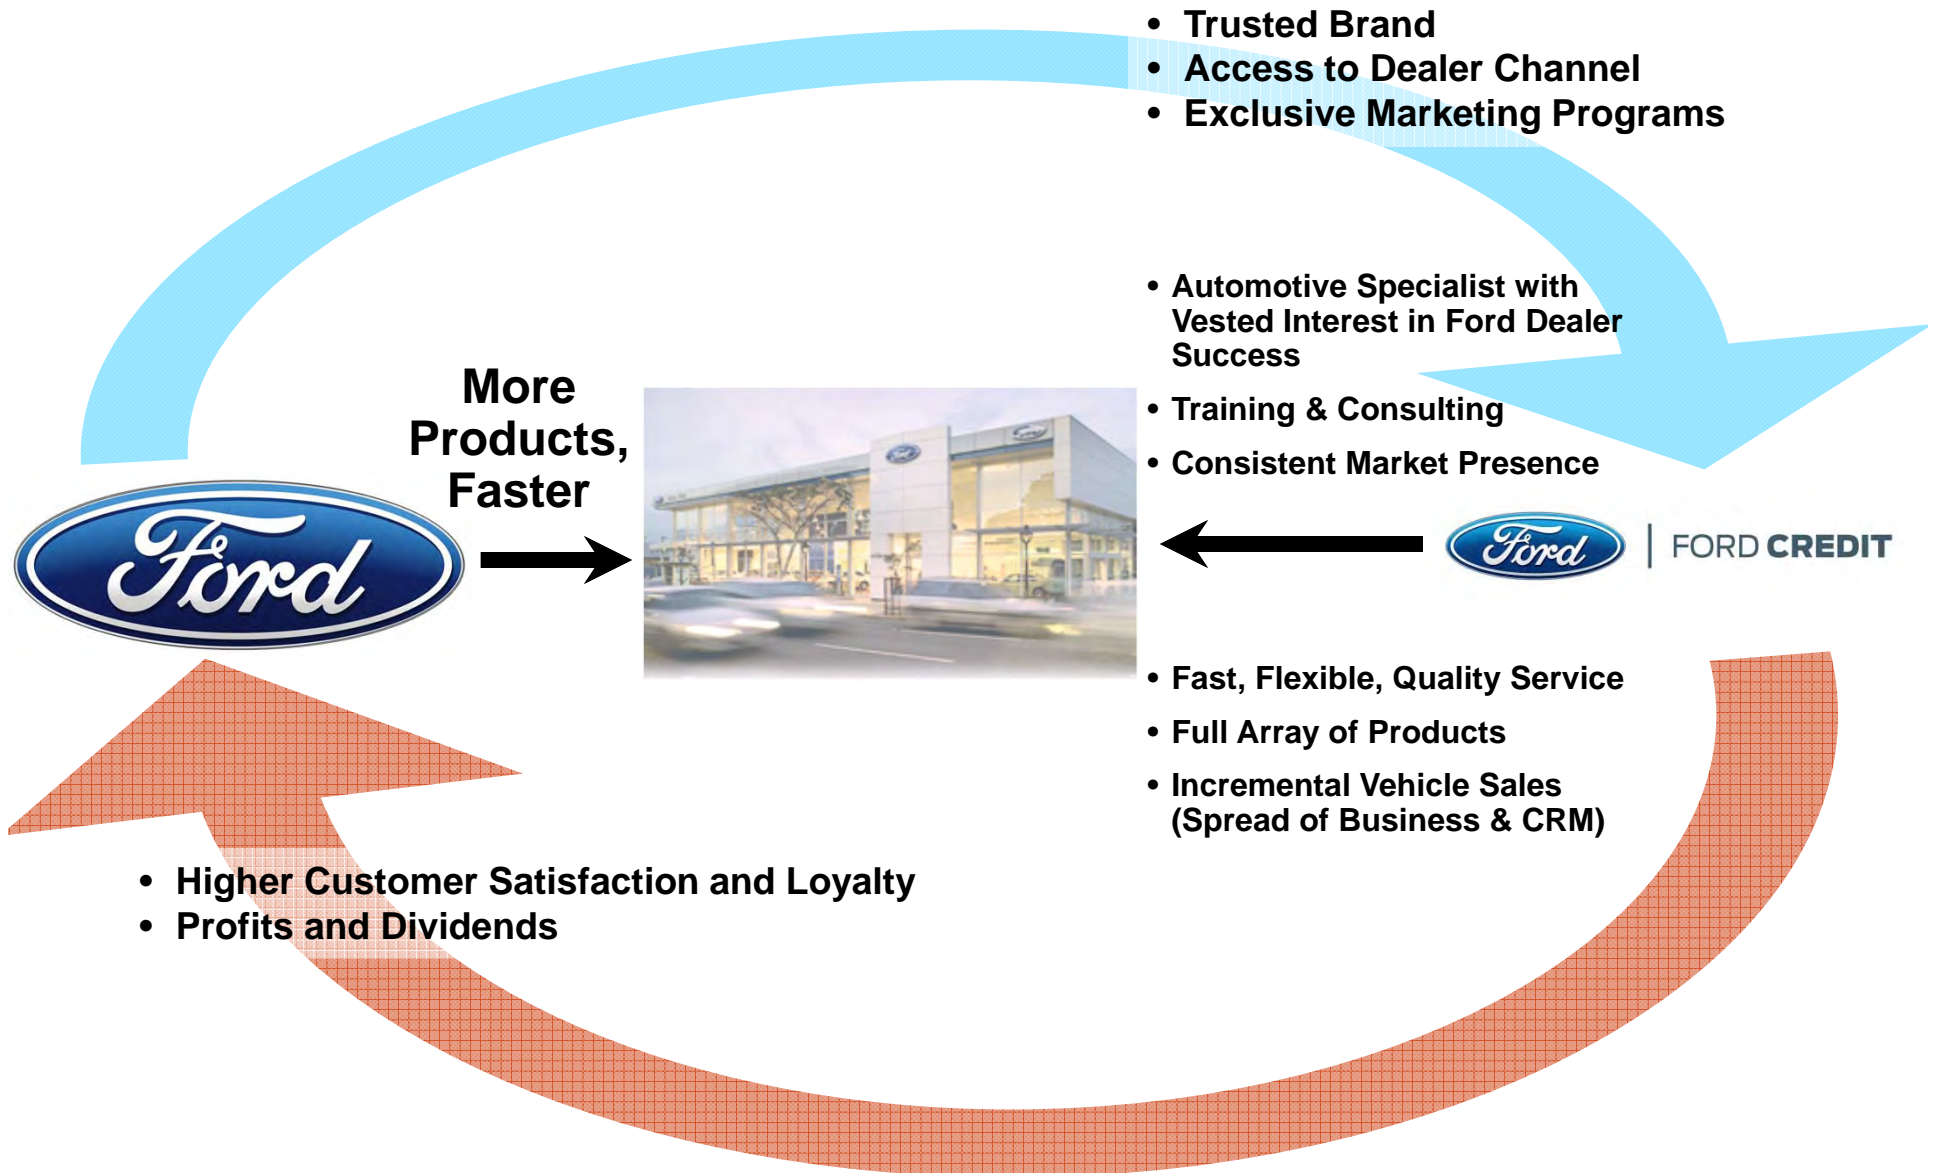 • Trusted Brand
• Access to Dealer Channel
• Exclusive Marketing Programs
• Automotive Specialist with
Vested Interest in Ford Dealer
Success
• Training & Consulting
• Consistent Market Presence
More
Products,
Faster
Ford
Ford | FORD CREDIT
• Fast, Flexible, Quality Service
• Full Array of Products
• Incremental Vehicle Sales
(Spread of Business & CRM)
• Higher Customer Satisfaction and Loyalty
• Profits and Dividends